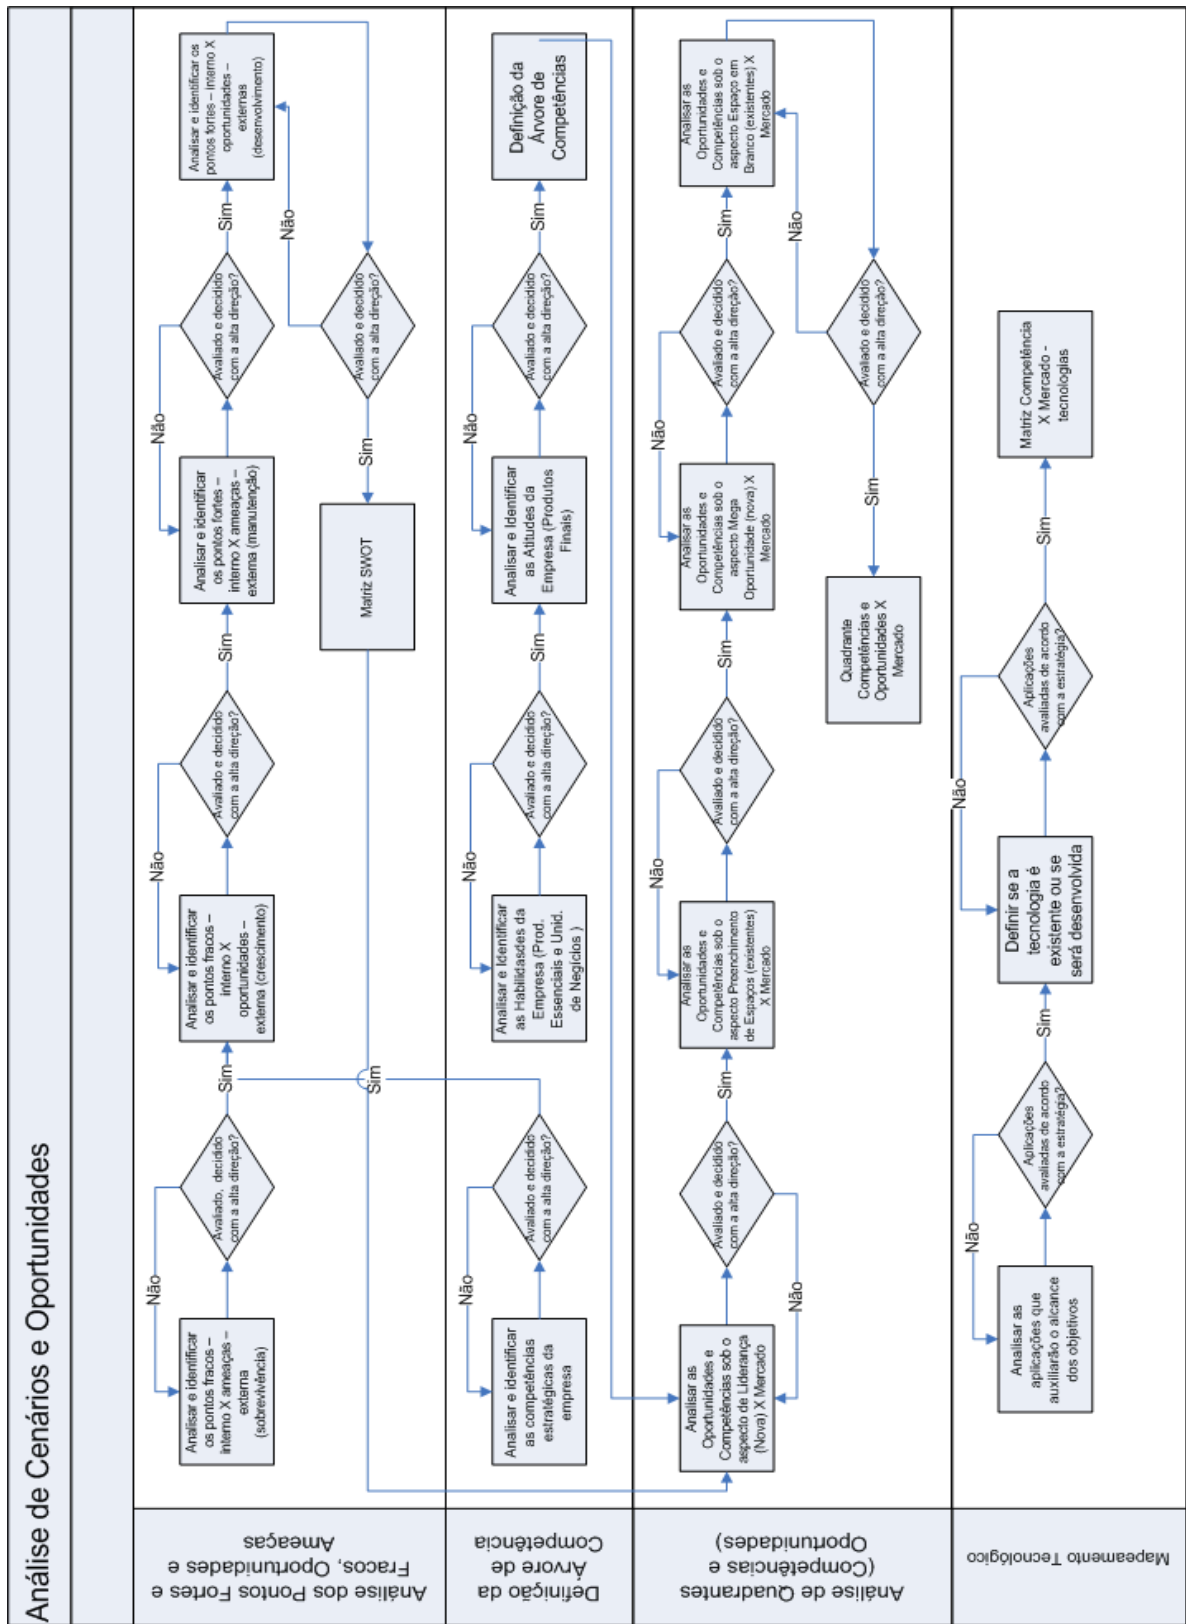 Análise de Cenários e Oportunidades
Análise dos Pontos Fortes e
Fracos, Oportunidades e
Ameaças
Analisar e identificar
os pontos fracos –
interno X ameaças –
externa
(sobrevivência)
Não
Avaliado, decidido
com a alta direção?
Sim
Analisar e identificar
os pontos fracos –
interno X
oportunidades –
externa (crescimento)
Não
Avaliado e decidido
com a alta direção?
Sim
Analisar e identificar
os pontos fortes –
interno X ameaças –
externa (manutenção)
Não
Avaliado e decidido
com a alta direção?
Sim
Analisar e identificar os
pontos fortes – interno X
oportunidades –
externas
(desenvolvimento)
Não
Avaliado e decidido
com a alta direção?
Sim
Matriz SWOT
Definição da
Árvore de
Competência
Analisar e identificar
as competências
estratégicas da
empresa
Não
Avaliado e decidido
com a alta direção?
Sim
Analisar e Identificar
as Habilidasdes da
Empresa (Prod.
Essenciais e Unid.
de Negícios )
Não
Avaliado e decidido
com a alta direção?
Sim
Analisar e Identificar
as Atitudes da
Empresa (Produtos
Finais)
Não
Avaliado e decidido
com a alta direção?
Sim
Definição da
Árvore de
Competências
Análise de Quadrantes
(Competências e
Oportunidades)
Analisar as
Oportunidades e
Competências sob o
aspecto de Liderança
(Nova) X Mercado
Não
Avaliado e decidido
com a alta direção?
Sim
Analisar as
Oportunidades e
Competências sob o
aspecto Preenchimento
de Espaços (existentes)
X Mercado
Não
Avaliado e decidido
com a alta direção?
Sim
Analisar as
Oportunidades e
Competências sob o
aspecto Mega
Oportunidade (nova) X
Mercado
Não
Avaliado e decidido
com a alta direção?
Sim
Analisar as
Oportunidades e
Competências sob o
aspecto Espaço em
Branco (existentes) X
Mercado
Não
Avaliado e decidido
com a alta direção?
Sim
Quadrante
Competências e
Oportunidades X
Mercado
Mapeamento Tecnológico
Analisar as
aplicações que
auxiliarão o alcance
dos objetivos
Não
Aplicações
avaliadas de acordo
com a estratégia?
Sim
Definir se a
tecnologia é
existente ou se
será desenvolvida
Não
Aplicações
avaliadas de acordo
com a estratégia?
Sim
Matriz Competência
X Mercado -
tecnologias